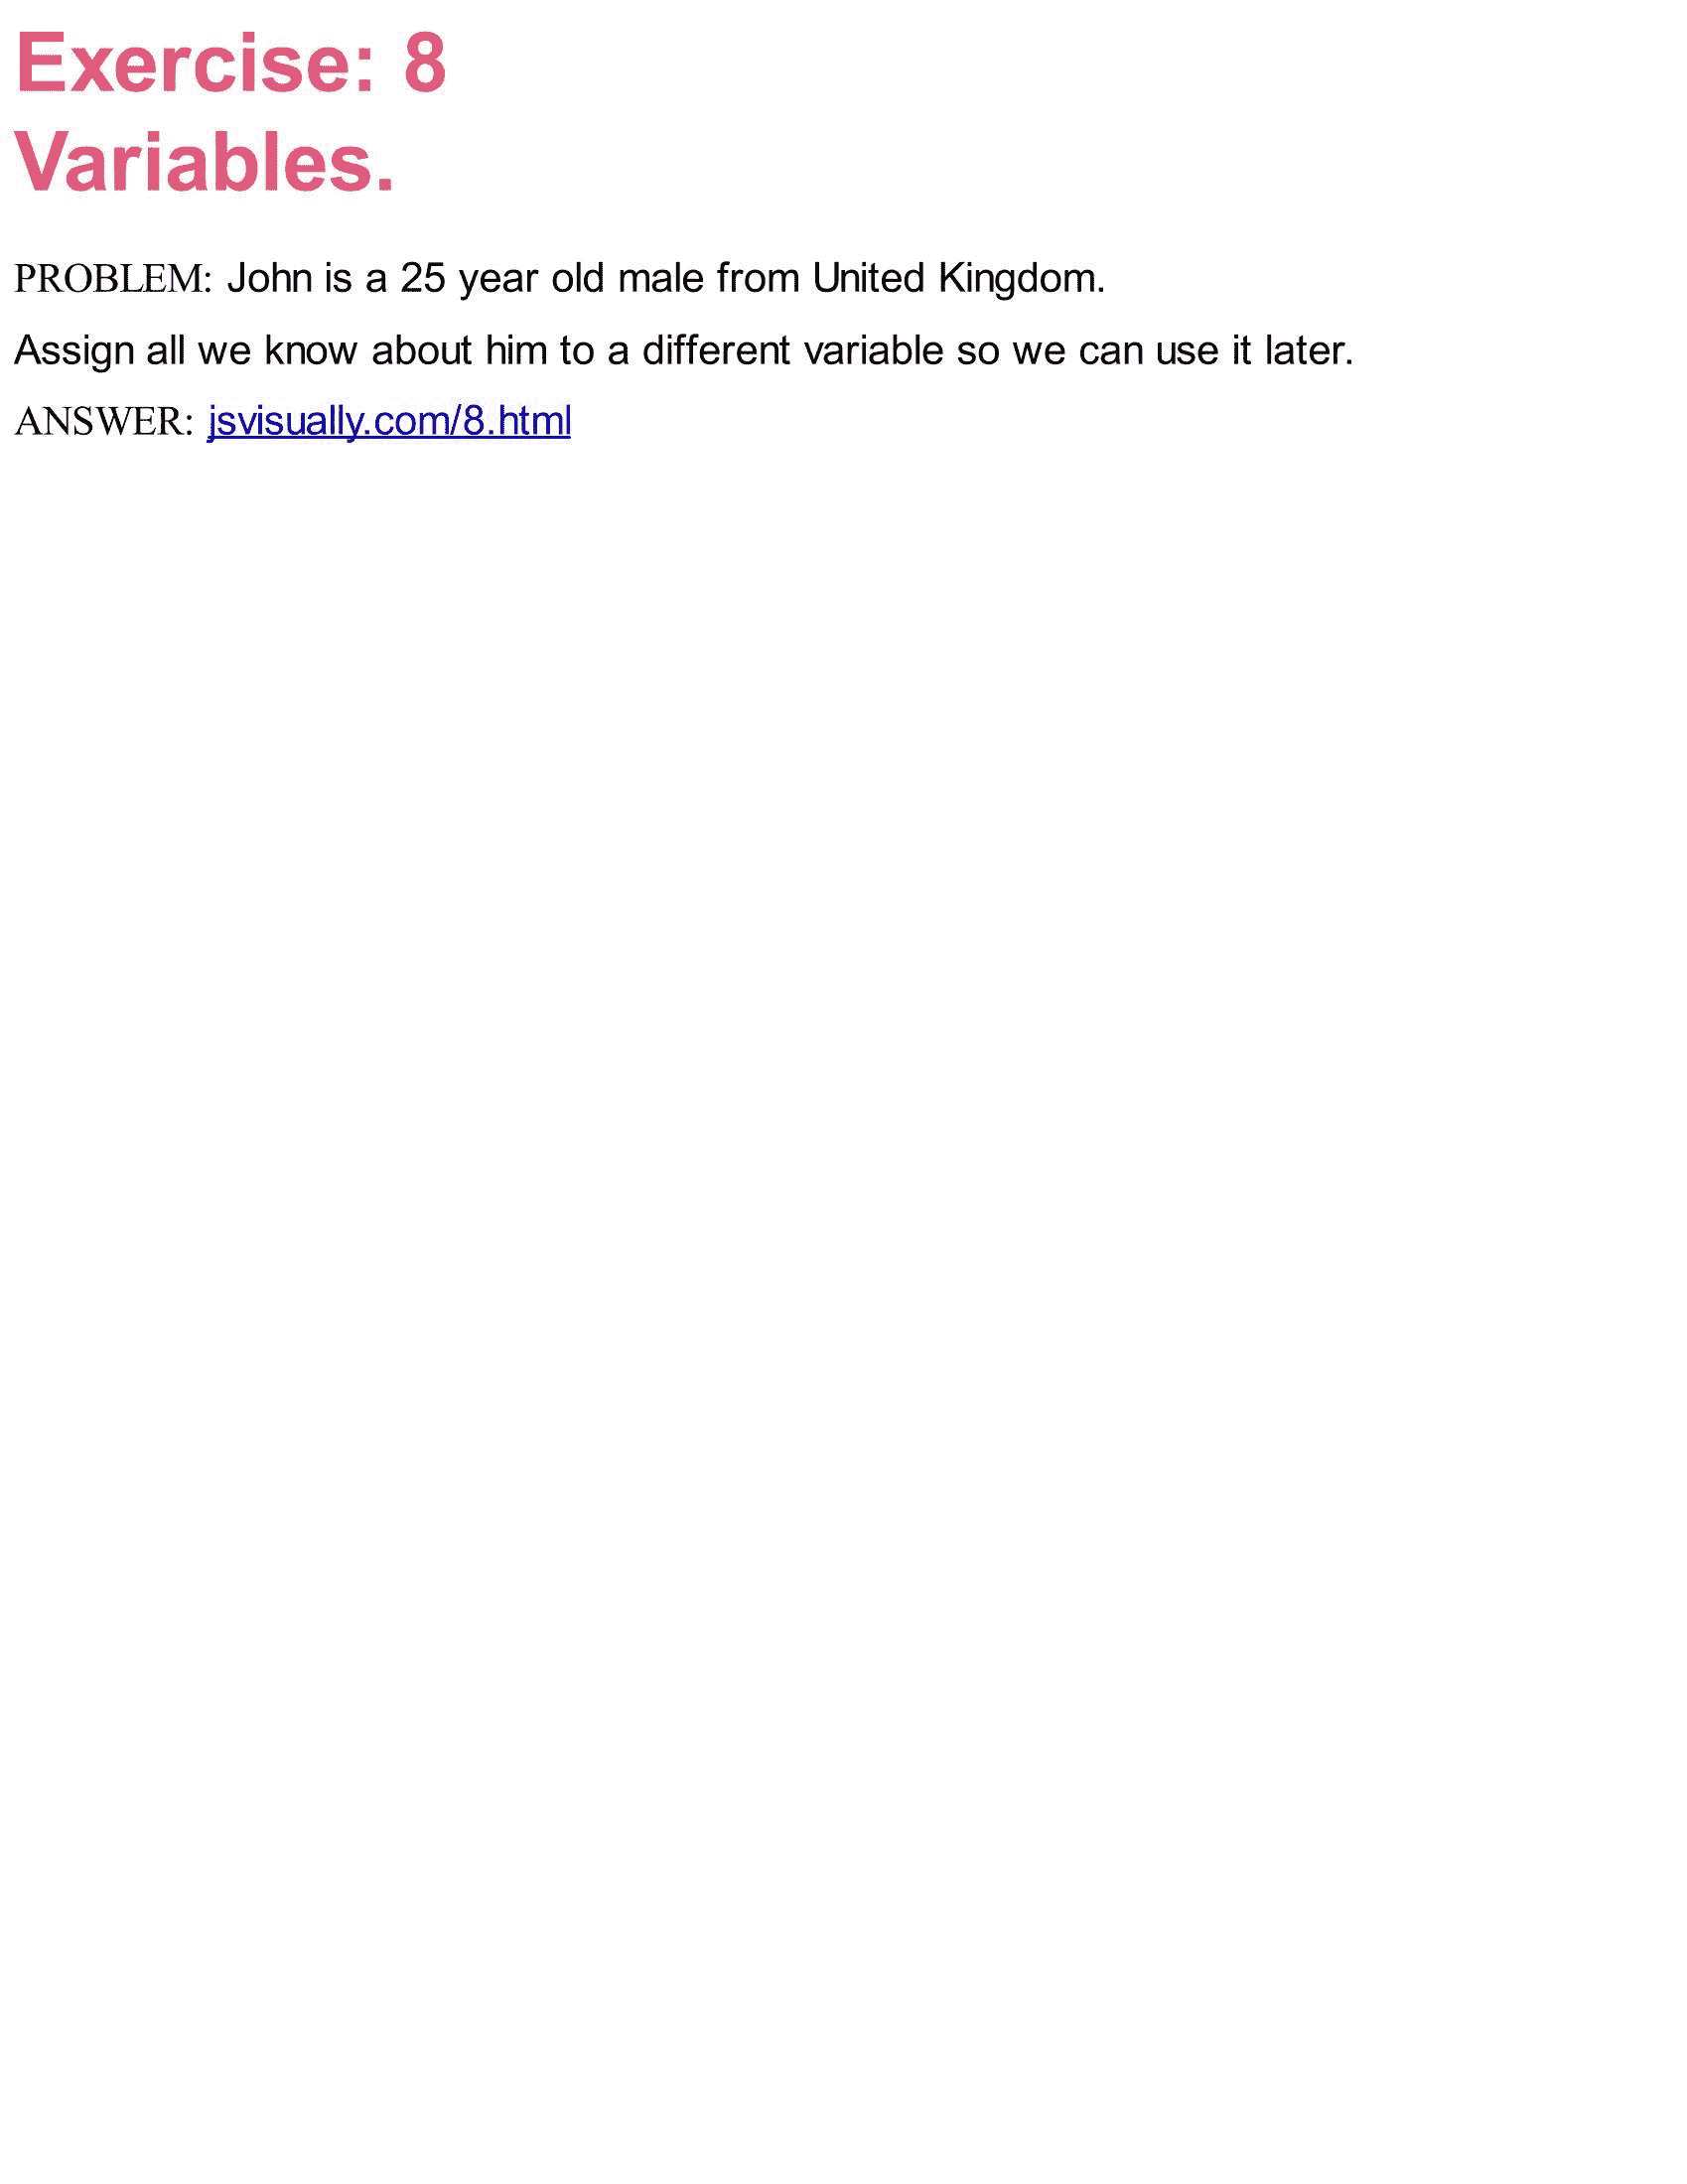 Exercise: 8
Variables.
PROBLEM: John is a 25 year old male from United Kingdom.
Assign all we know about him to a different variable so we can use it later.
ANSWER: jsvisually.com/8.html